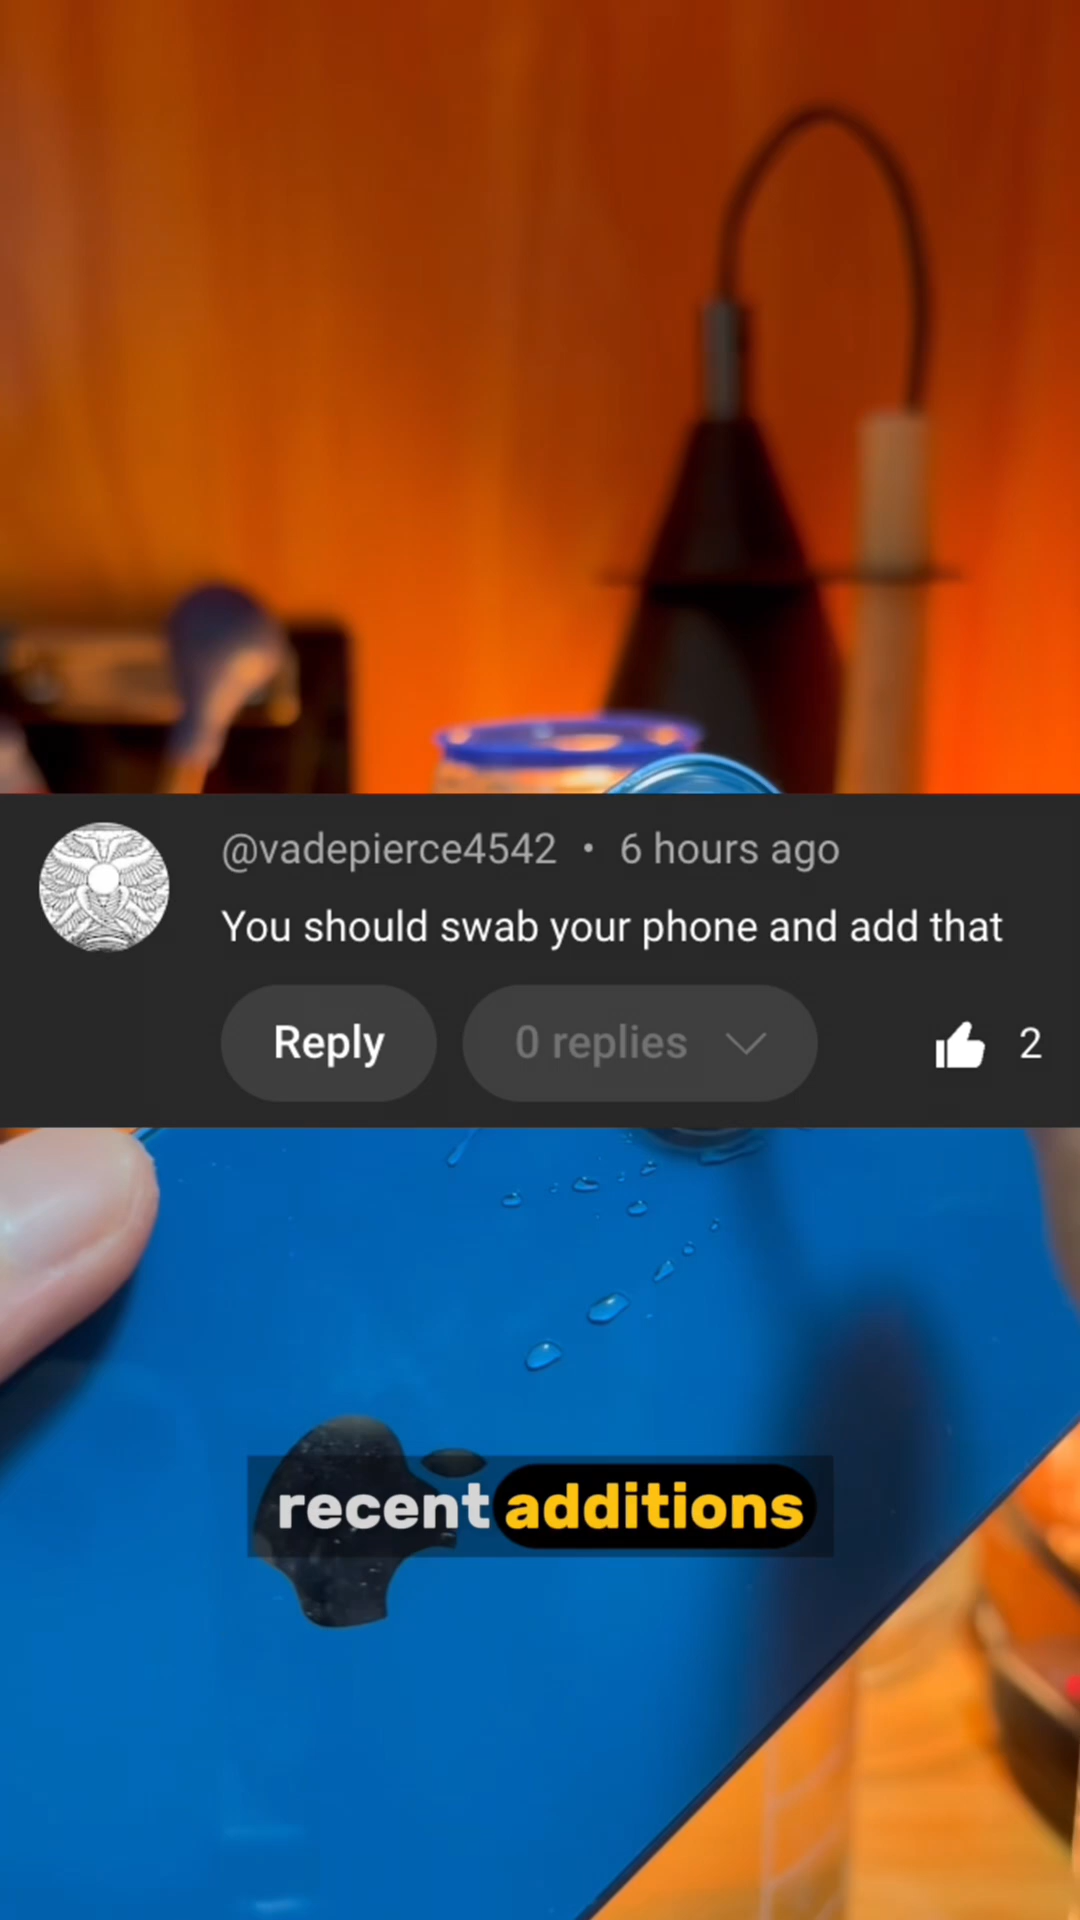 @vadepierce4542 • 6 hours ago
You should swab your phone and add that
Reply
0 replies
2
recent additions